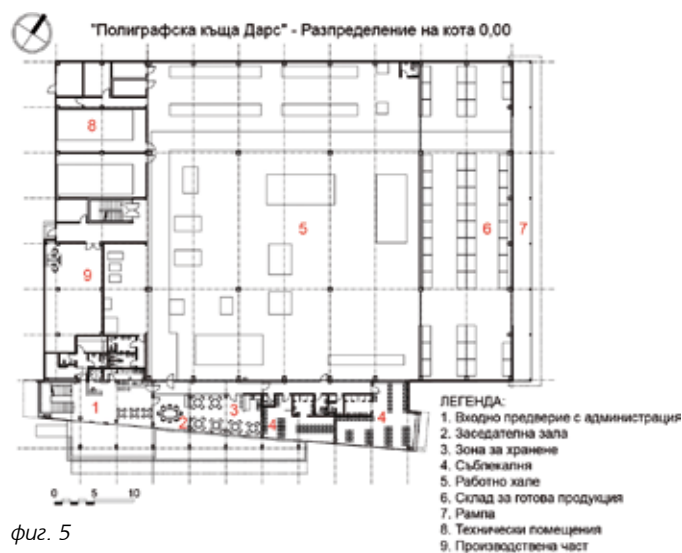 "Полиграфска къща Дарс" - Разпределение на кота 0,00
8
5
6
7
9
1
2
3
4
4
0 5 10
ЛЕГЕНДА:
1. Входно предверие с администрация
2. Заседателна зала
3. Зона за хранене
4. Съблекалня
5. Работно хале
6. Склад за готова продукция
7. Рампа
8. Технически помещения
9. Производствена част
фиг. 5